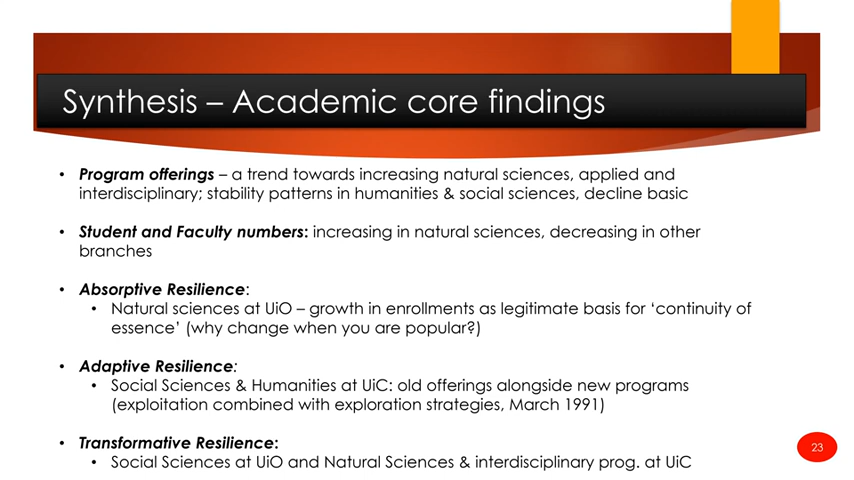 Synthesis – Academic core findings
• Program offerings – a trend towards increasing natural sciences, applied and
interdisciplinary; stability patterns in humanities & social sciences, decline basic
• Student and Faculty numbers: increasing in natural sciences, decreasing in other
branches
• Absorptive Resilience:
• Natural sciences at UiO – growth in enrollments as legitimate basis for ‘continuity of
essence’ (why change when you are popular?)
• Adaptive Resilience:
• Social Sciences & Humanities at UiC: old offerings alongside new programs
(exploitation combined with exploration strategies, March 1991)
• Transformative Resilience:
• Social Sciences at UiO and Natural Sciences & interdisciplinary prog. at UiC
23